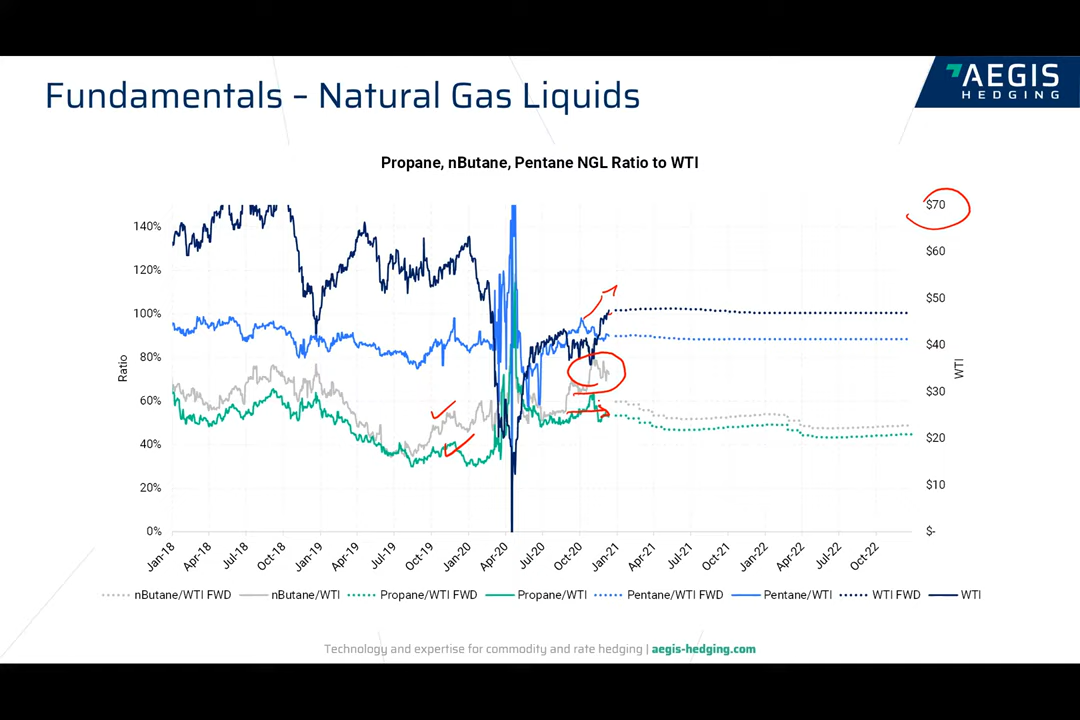 Fundamentals – Natural Gas Liquids
AEGIS
HEDGING
Propane, nButane, Pentane NGL Ratio to WTI
140%
120%
100%
80%
60%
40%
20%
0%
Ratio
$70
$60
$50
$40
$30
$20
$10
$-
WTI
Jan-18 Apr-18 Jul-18 Oct-18 Jan-19 Apr-19 Jul-19 Oct-19 Jan-20 Apr-20 Jul-20 Oct-20 Jan-21 Apr-21 Jul-21 Oct-21 Jan-22 Apr-22 Jul-22 Oct-22
nButane/WTI FWD nButane/WTI Propane/WTI FWD Propane/WTI Pentane/WTI FWD Pentane/WTI WTI FWD WTI
Technology and expertise for commodity and rate hedging | aegis-hedging.com